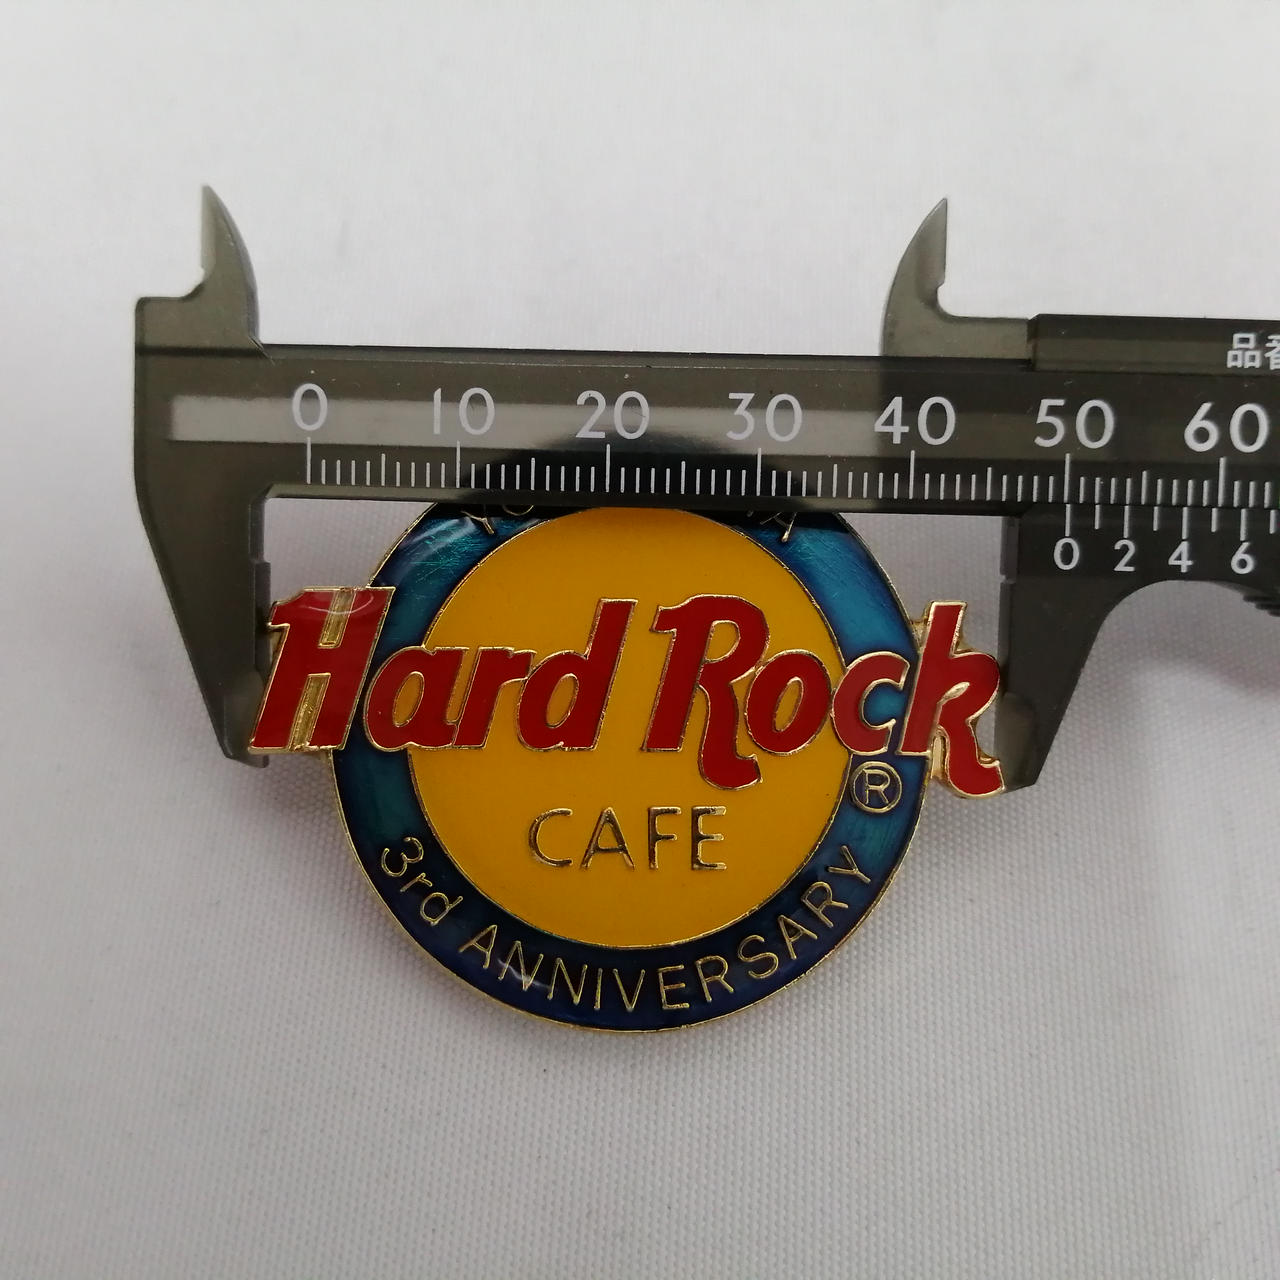 品番
0 10 20 30 40 50 60
0 2 4 6
Hard Rock
®
CAFE
3rd ANNIVERSARY